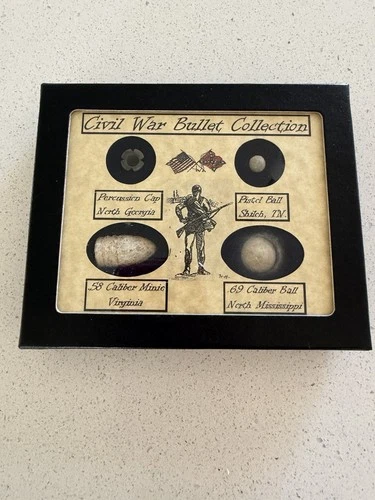 Civil War Bullet Collection
Percussion Cap
North Georgia
Pistol Ball
Shiloh, TN.
.58 Caliber Minie
Virginia
.69 Caliber Ball
North Mississippi